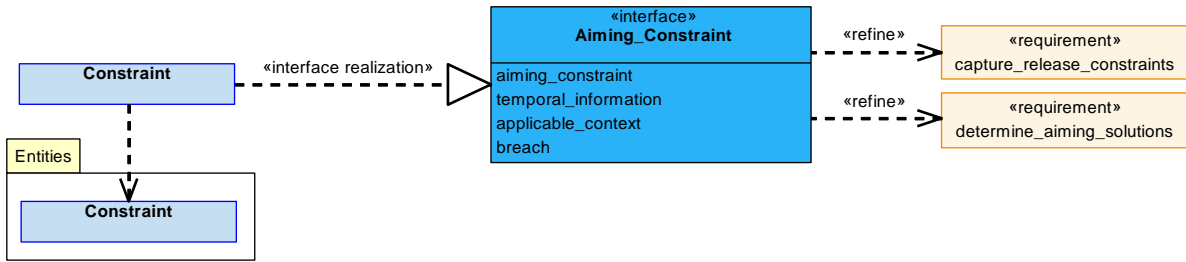 «interface»
Aiming_Constraint
aiming_constraint
temporal_information
applicable_context
breach
Constraint
«interface realization»
«refine»
«requirement»
capture_release_constraints
«refine»
«requirement»
determine_aiming_solutions
Entities
Constraint